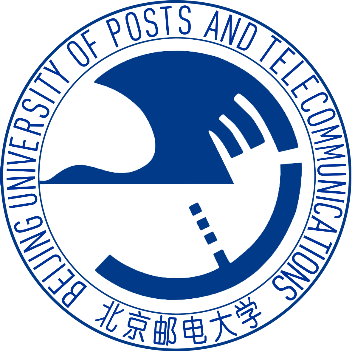 BEIJING UNIVERSITY OF POSTS AND TELECOMMUNICATIONS
北京邮电大学